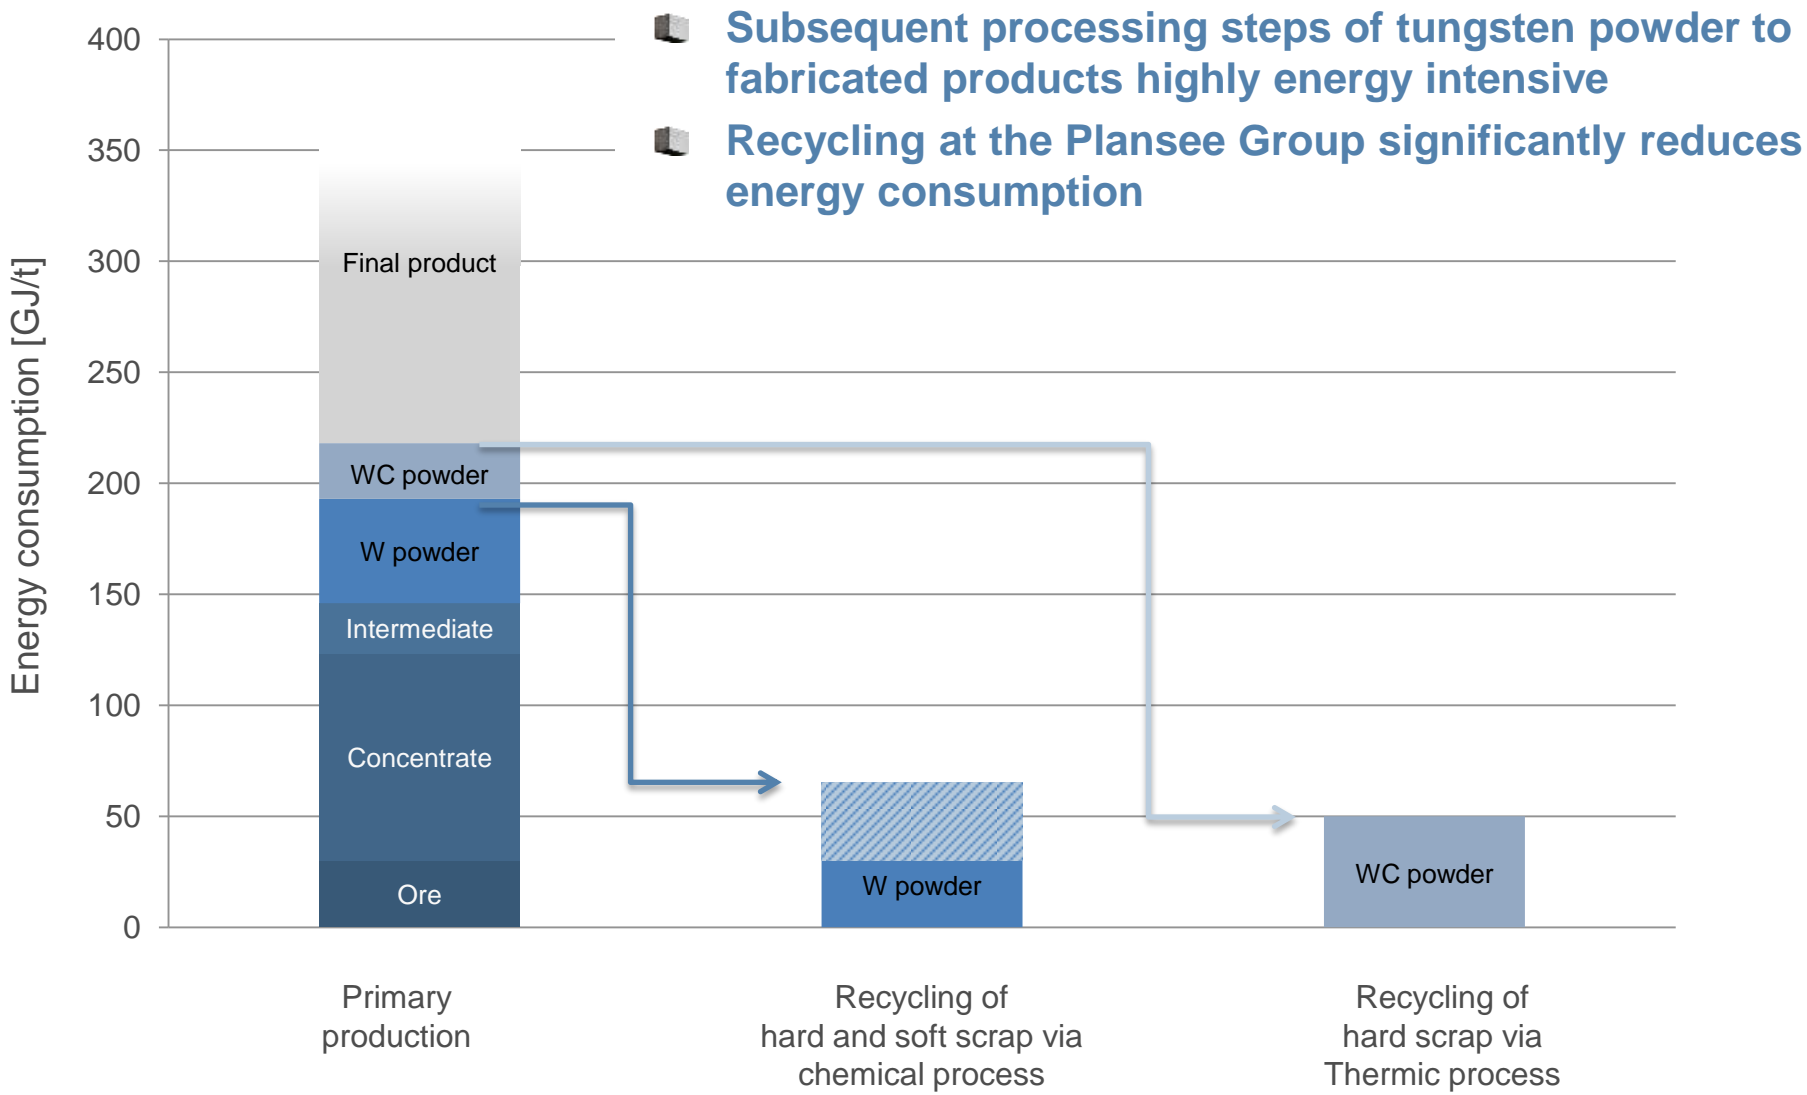 Subsequent processing steps of tungsten powder to
fabricated products highly energy intensive
Recycling at the Plansee Group significantly reduces
energy consumption
Energy consumption [GJ/t]
400
350
300
250
200
150
100
50
0
Final product
WC powder
W powder
Intermediate
Concentrate
Ore
W powder
WC powder
Primary
production
Recycling of
hard and soft scrap via
chemical process
Recycling of
hard scrap via
Thermic process